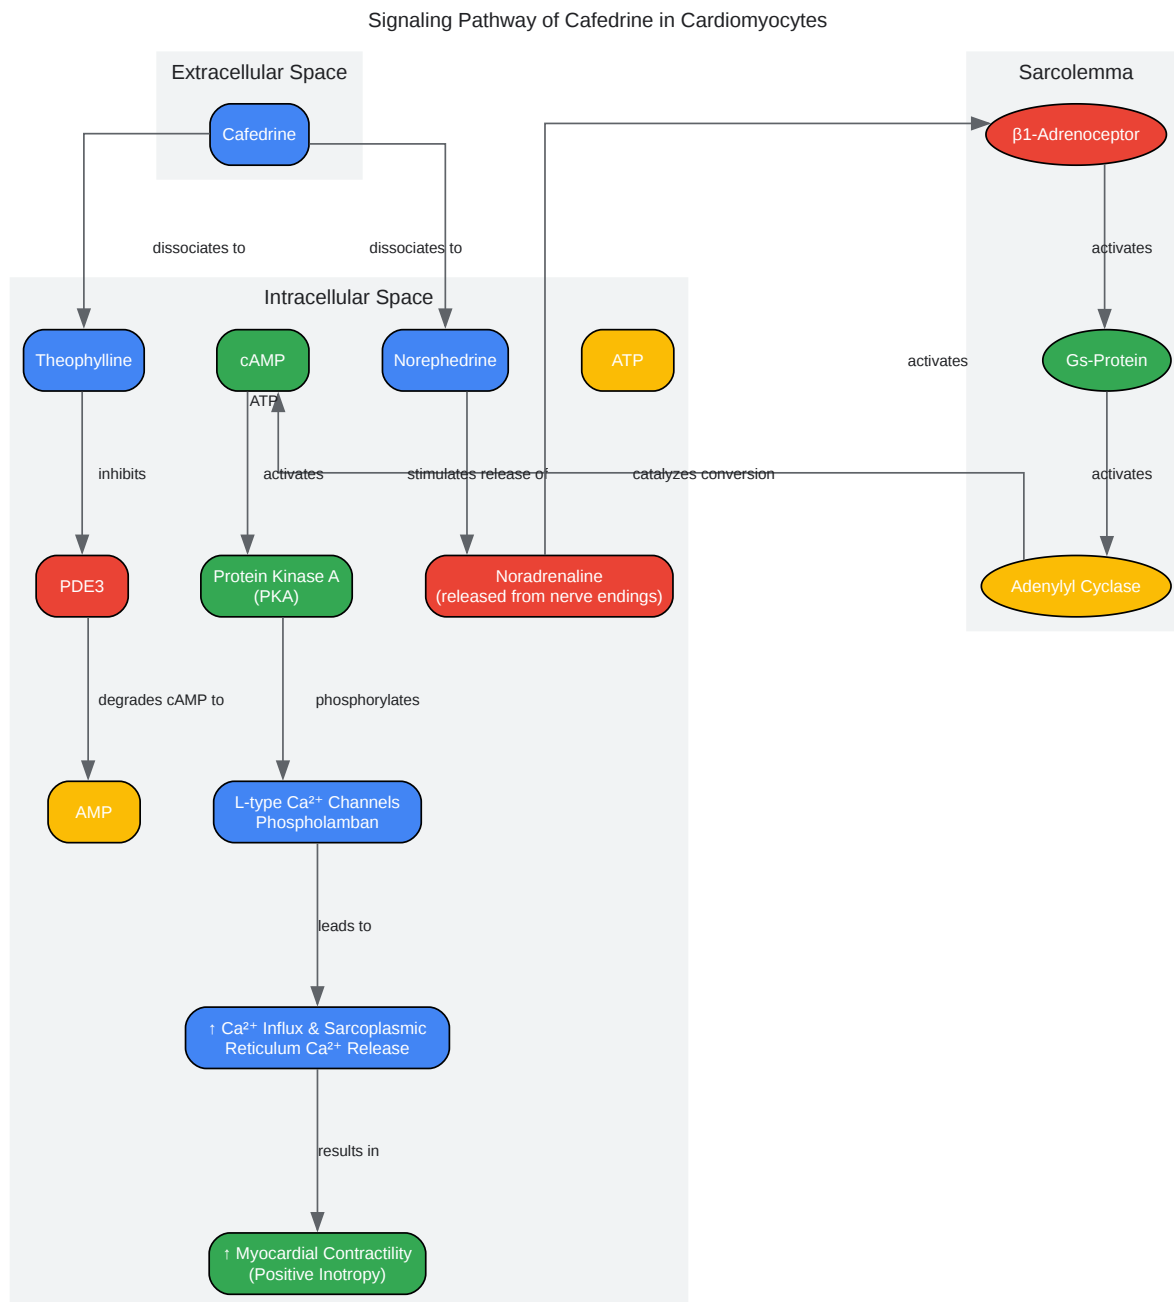 Signaling Pathway of Cafedrine in Cardiomyocytes
Extracellular Space
Sarcolemma
Cafedrine
β1-Adrenoceptor
dissociates to
dissociates to
activates
Intracellular Space
Theophylline
cAMP
Norephedrine
ATP
activates
Gs-Protein
ATP
inhibits
activates
stimulates release of
catalyzes conversion
activates
PDE3
Protein Kinase A
(PKA)
Noradrenaline
(released from nerve endings)
Adenylyl Cyclase
degrades cAMP to
phosphorylates
AMP
L-type Ca²⁺ Channels
Phospholamban
leads to
↑ Ca²⁺ Influx & Sarcoplasmic
Reticulum Ca²⁺ Release
results in
↑ Myocardial Contractility
(Positive Inotropy)